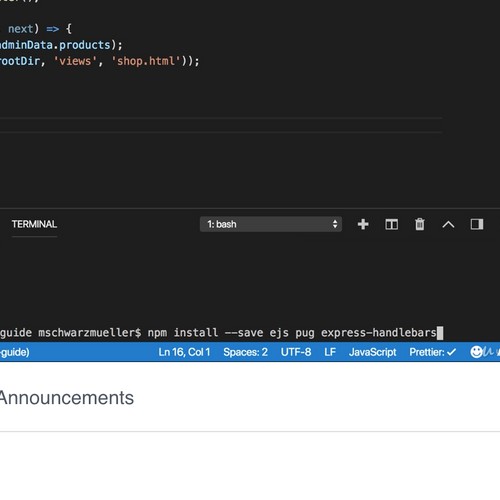 next) => {
adminData.products);
rootDir, 'views', 'shop.html'));
TERMINAL
1: bash
guide mschwarzmueller$ npm install --save ejs pug express-handlebars
-guide) Ln 16, Col 1 Spaces: 2 UTF-8 LF JavaScript Prettier: ✓
Announcements